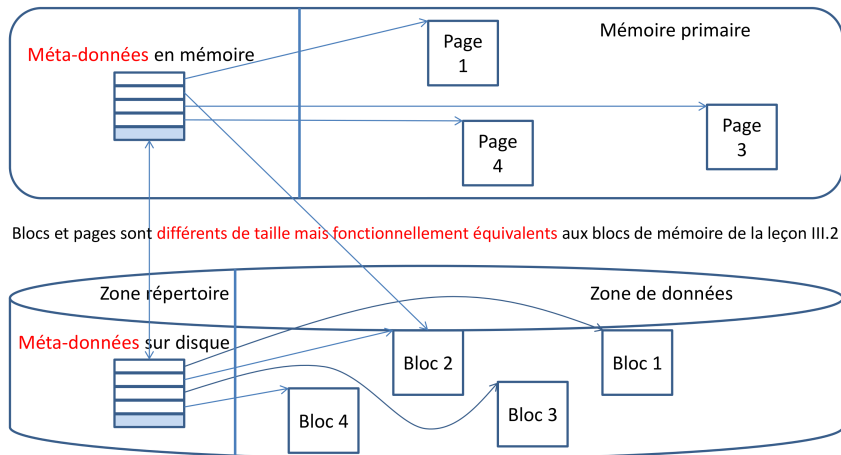 Mémoire primaire
Méta-données en mémoire
Page
1
Page
3
Page
4
Blocs et pages sont différents de taille mais fonctionnellement équivalents aux blocs de mémoire de la leçon III.2
Zone répertoire
Zone de données
Méta-données sur disque
Bloc 2
Bloc 1
Bloc 4
Bloc 3